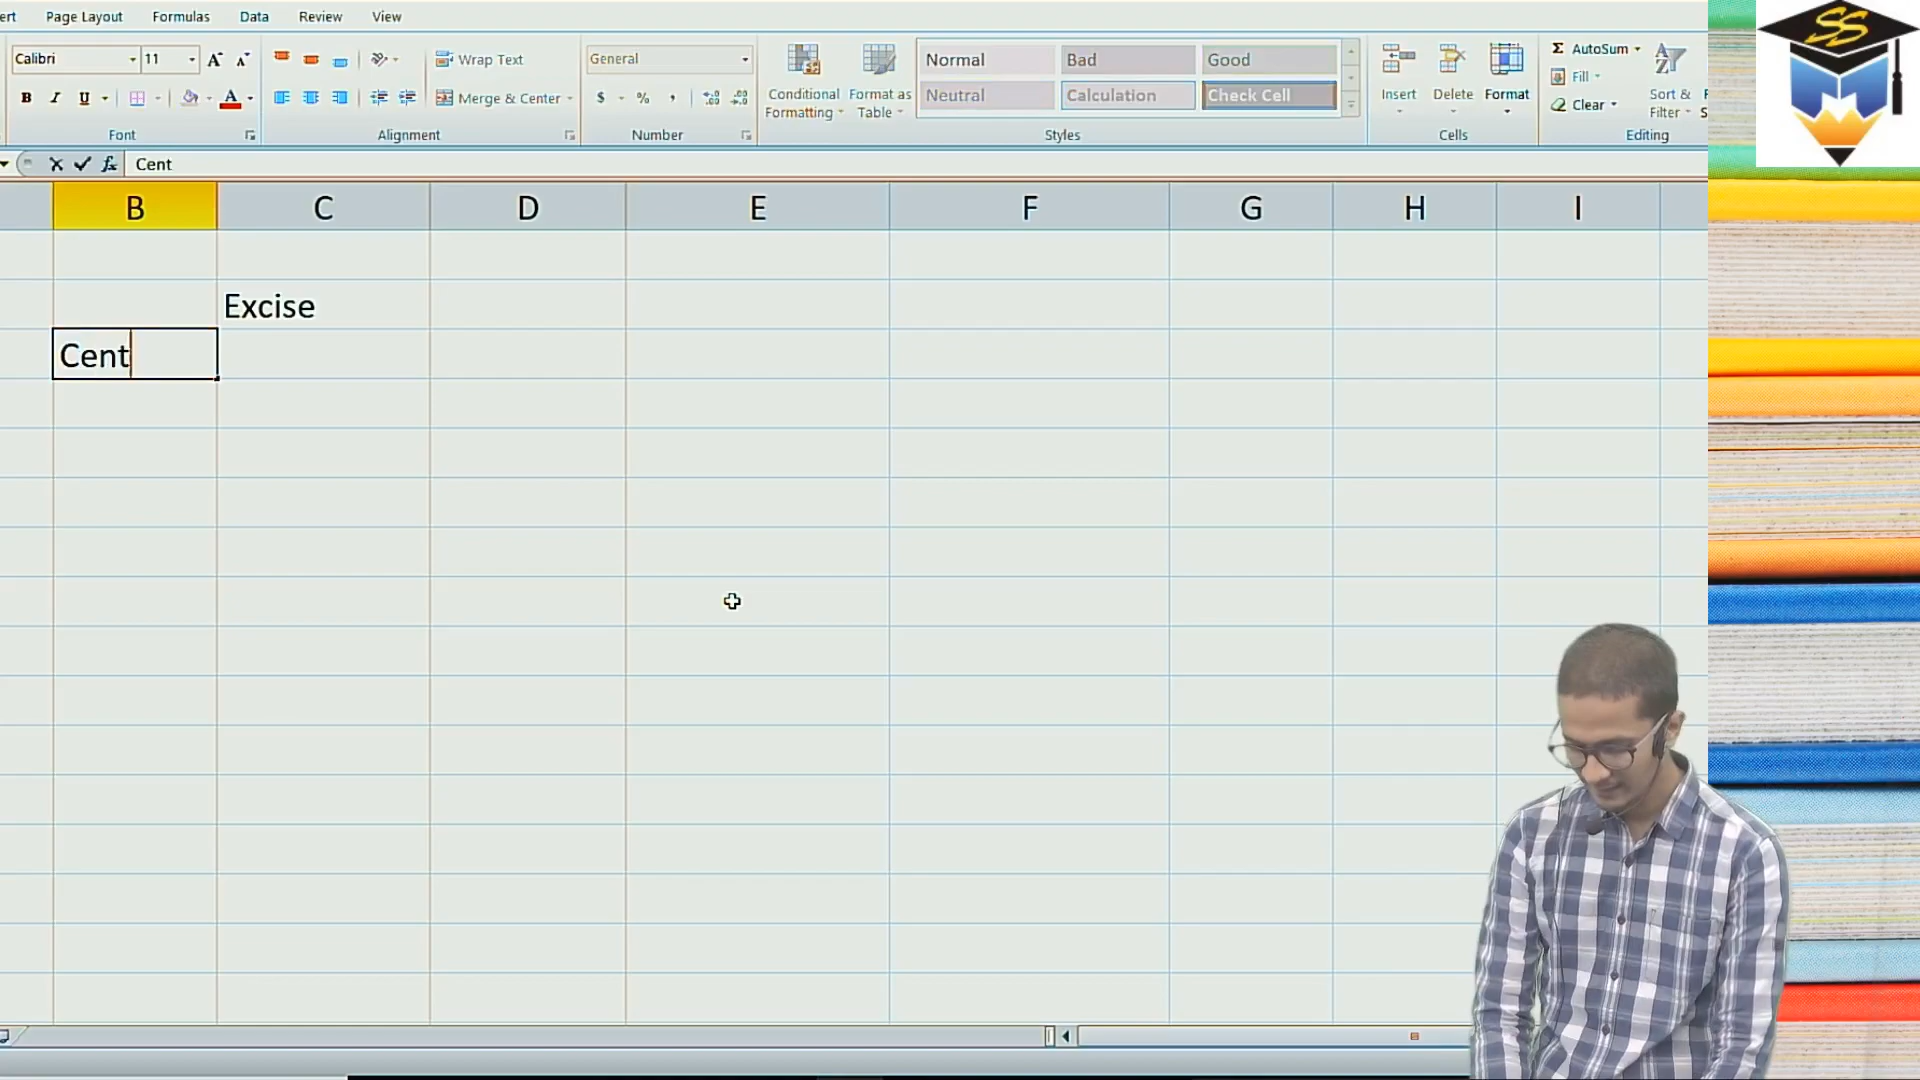 ert Page Layout Formulas Data Review View
Calibri 11 A A Wrap Text General Normal Bad Good Σ AutoSum
B I U A Merge & Center $ % , Conditional Formatting Format as Table Neutral Calculation Check Cell Insert Delete Format Fill Clear Sort & Filter
Font Alignment Number Styles Cells Editing
fx Cent
B C D E F G H I
Excise
Cent
SS